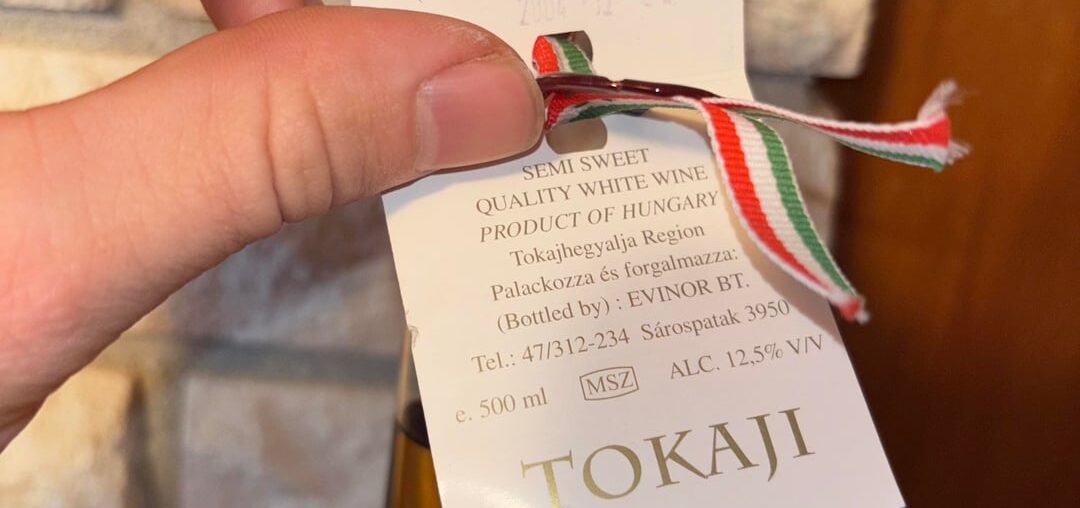 SEMI SWEET
QUALITY WHITE WINE
PRODUCT OF HUNGARY
Tokajhegyalja Region
Palackozza és forgalmazza:
(Bottled by) : EVINOR BT.
Tel.: 47/312-234 Sárospatak 3950
e. 500 ml MSZ ALC. 12,5% V/V
TOKAJI